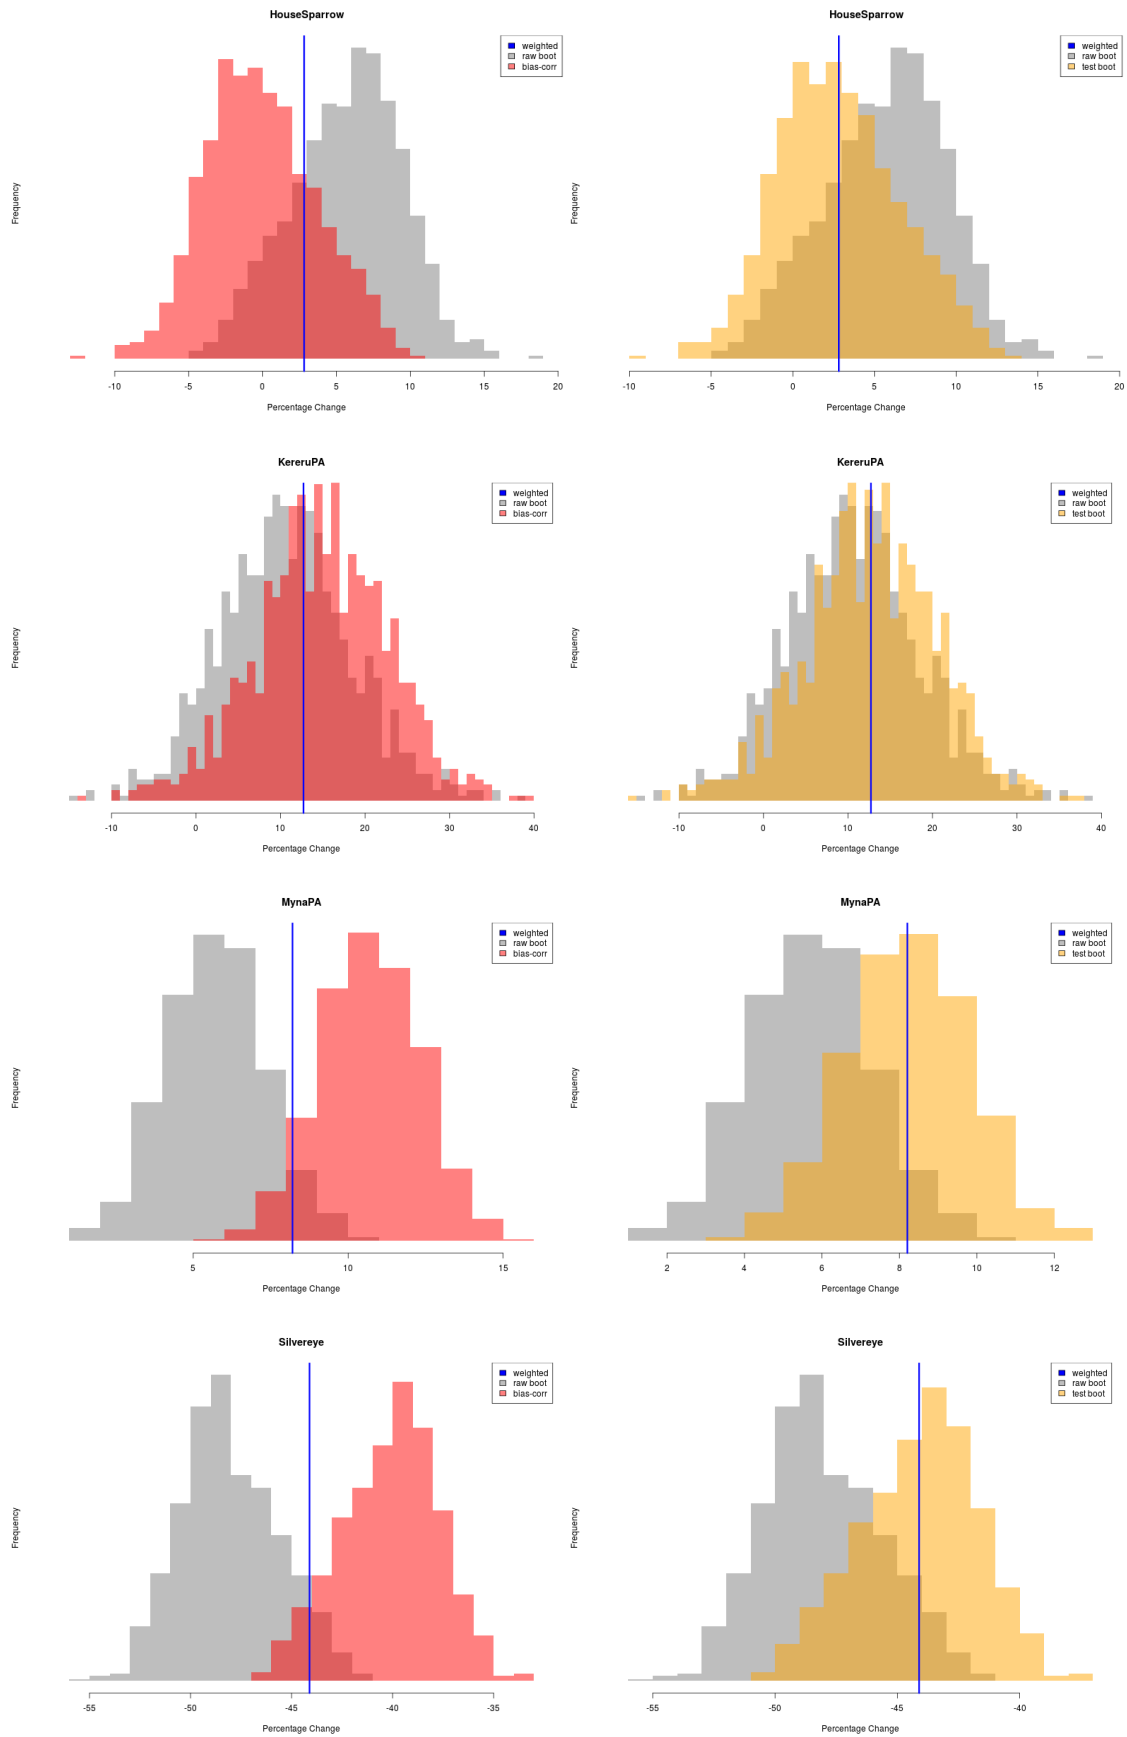 HouseSparrow
weighted
raw boot
bias-corr
Frequency
-10 -5 0 5 10 15 20
Percentage Change
HouseSparrow
weighted
raw boot
test boot
Frequency
-10 -5 0 5 10 15 20
Percentage Change
KereruPA
weighted
raw boot
bias-corr
Frequency
-10 0 10 20 30 40
Percentage Change
KereruPA
weighted
raw boot
test boot
Frequency
-10 0 10 20 30 40
Percentage Change
MynaPA
weighted
raw boot
bias-corr
Frequency
5 10 15
Percentage Change
MynaPA
weighted
raw boot
test boot
Frequency
2 4 6 8 10 12
Percentage Change
Silvereye
weighted
raw boot
bias-corr
Frequency
-55 -50 -45 -40 -35
Percentage Change
Silvereye
weighted
raw boot
test boot
Frequency
-55 -50 -45 -40
Percentage Change